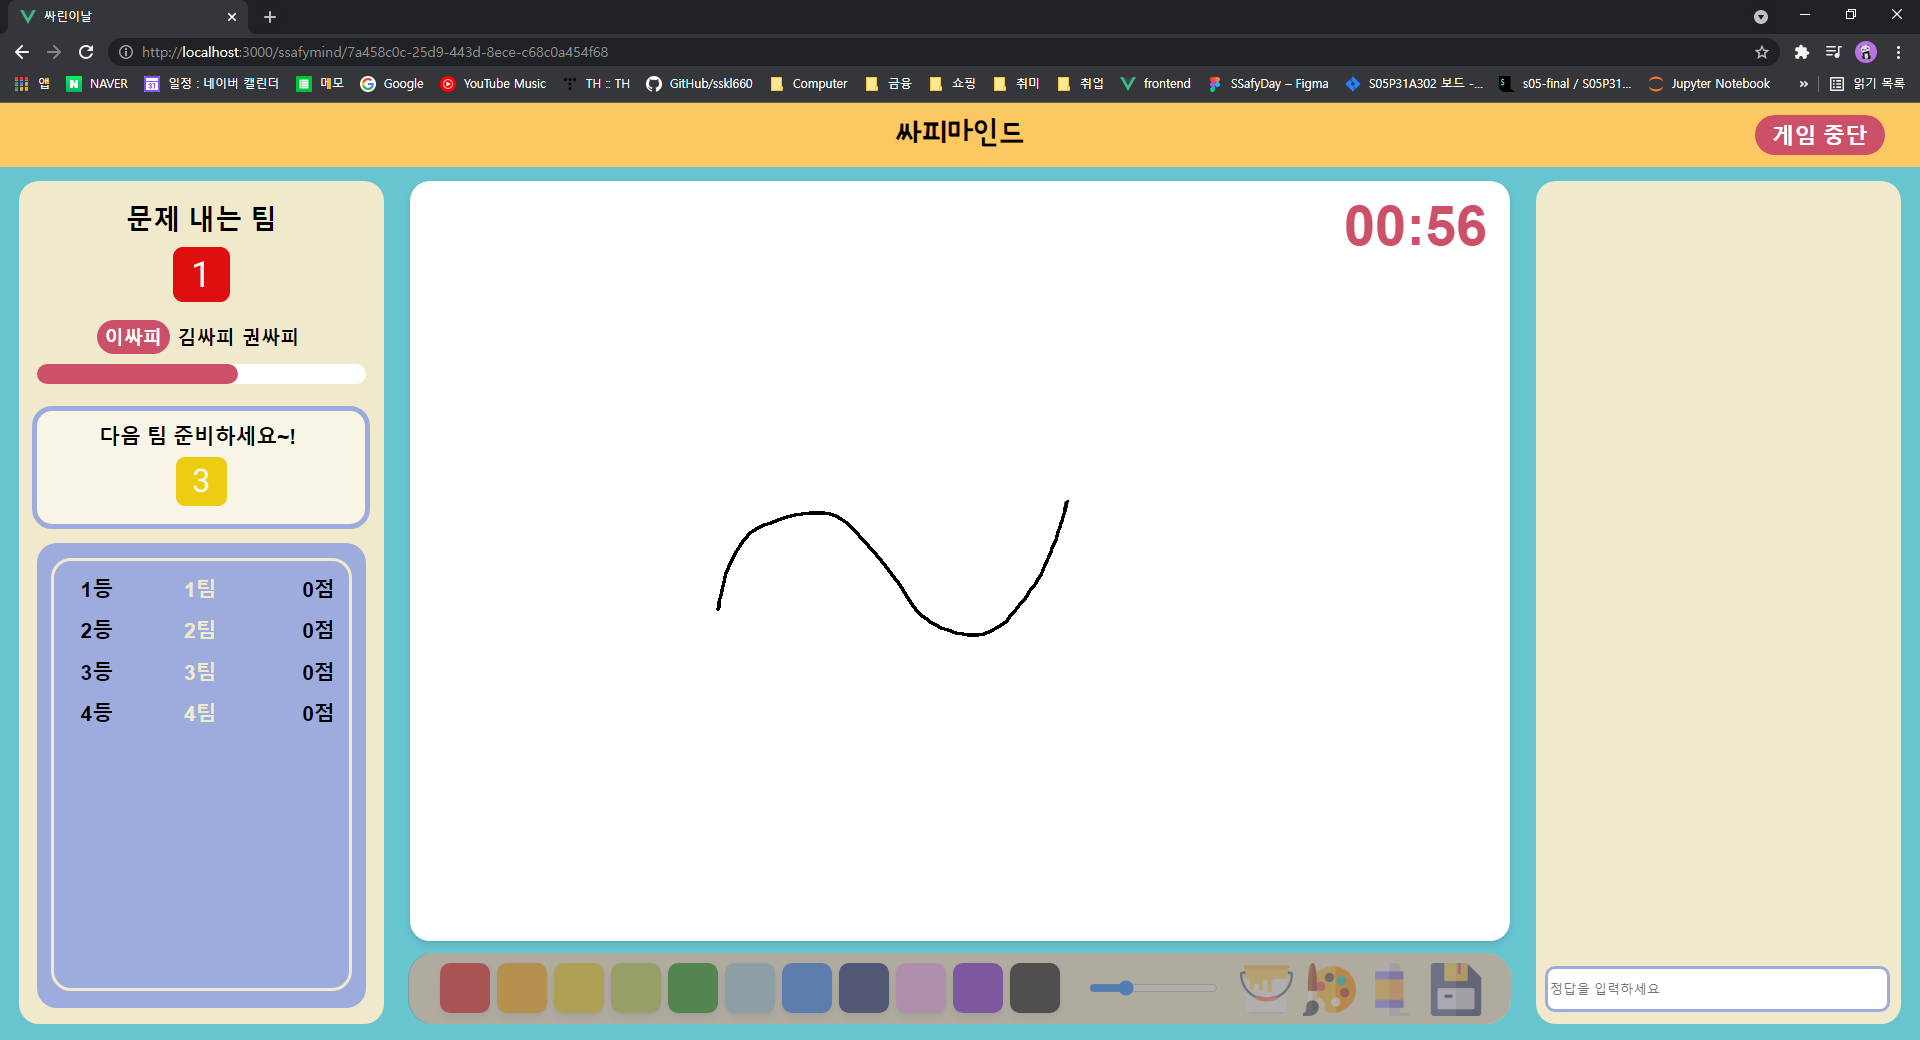 싸린이날
http://localhost:3000/ssafymind/7a458c0c-25d9-443d-8ece-c68c0a454f68
앱 NAVER 일정 : 네이버 캘린더 메모 Google YouTube Music TH :: TH GitHub/sskl660 Computer 금융 쇼핑 취미 취업 frontend SSafyDay – Figma S05P31A302 보드 -... s05-final / S05P31... Jupyter Notebook » 읽기 목록
싸피마인드
게임 중단
문제 내는 팀
1
이싸피 김싸피 권싸피
다음 팀 준비하세요~!
3
1등 1팀 0점
2등 2팀 0점
3등 3팀 0점
4등 4팀 0점
00:56
정답을 입력하세요